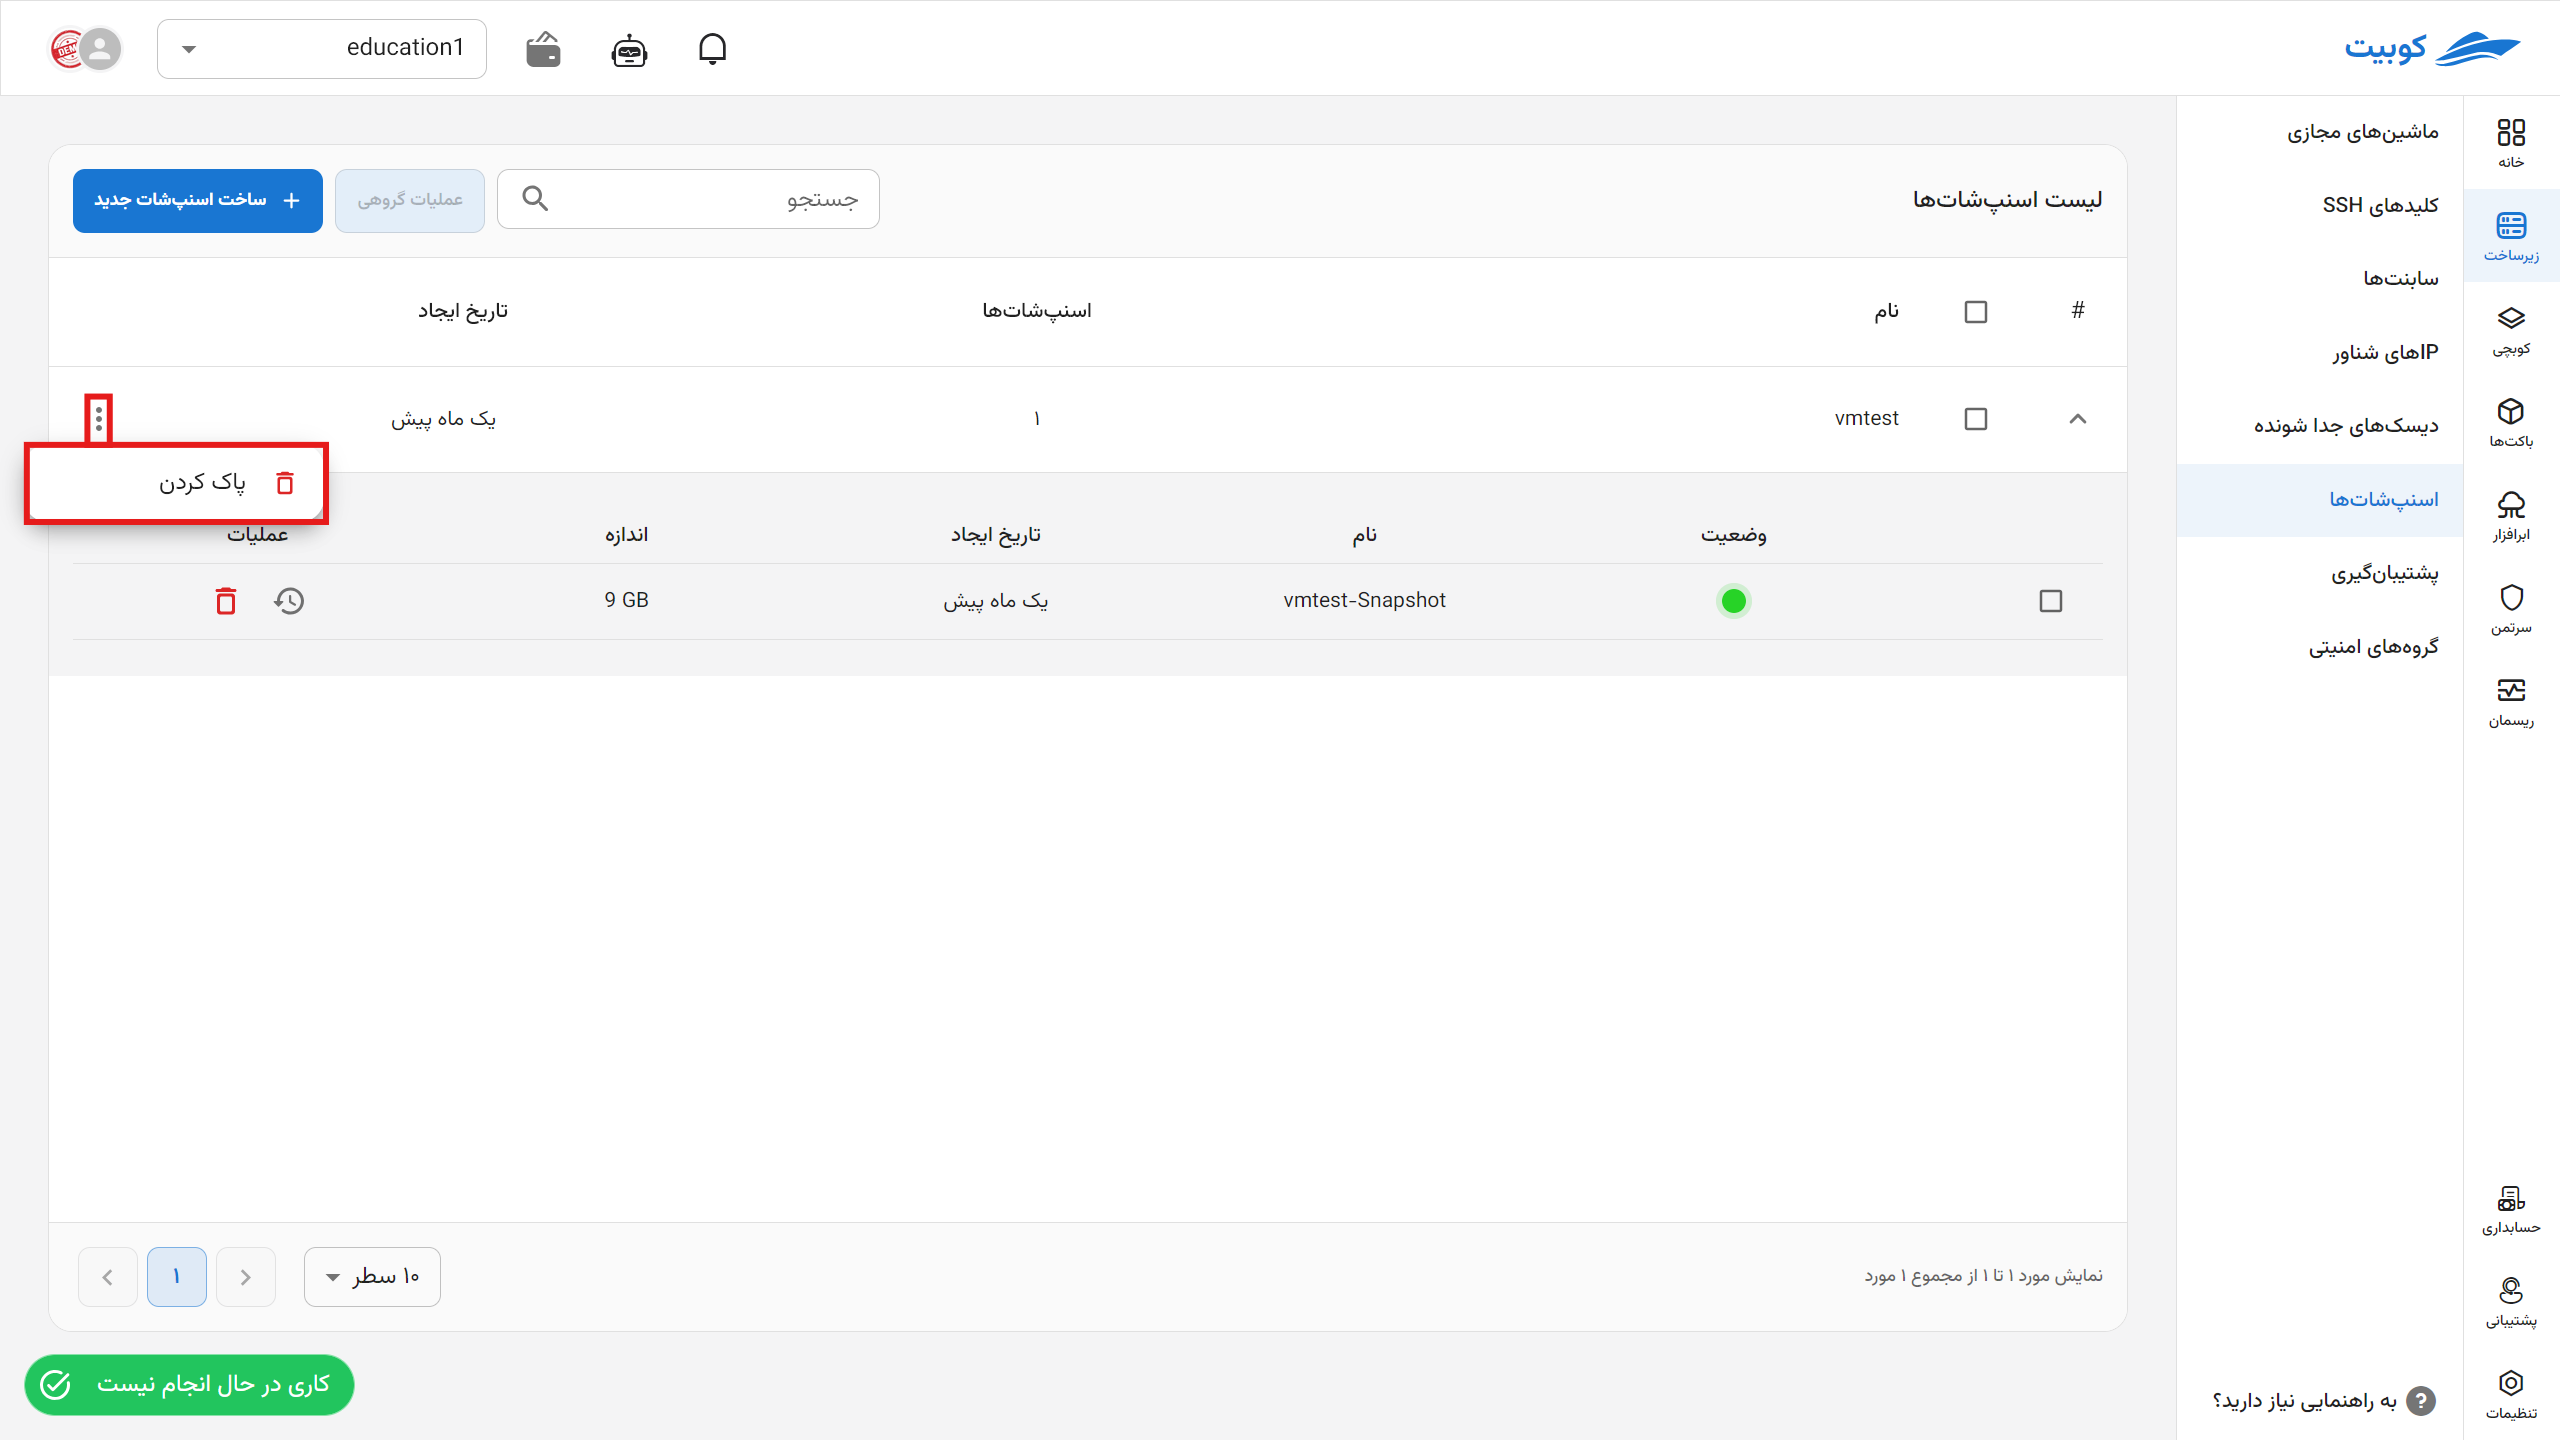 کوبیت
education1
DEMO
خانه
زیرساخت
کوبچی
باکت‌ها
ابرافزار
سرتمن
ریسمان
حسابداری
پشتیبانی
تنظیمات
ماشین‌های مجازی
کلیدهای SSH
سابنت‌ها
IPهای شناور
دیسک‌های جدا شونده
اسنپ‌شات‌ها
پشتیبان‌گیری
گروه‌های امنیتی
به راهنمایی نیاز دارید؟
لیست اسنپ‌شات‌ها
جستجو
عملیات گروهی
ساخت اسنپ‌شات جدید +
# نام اسنپ‌شات‌ها تاریخ ایجاد
vmtest ۱ یک ماه پیش
پاک کردن
وضعیت نام تاریخ ایجاد اندازه عملیات
vmtest-Snapshot یک ماه پیش 9 GB
نمایش مورد ۱ تا ۱ از مجموع ۱ مورد
۱۰ سطر
۱
کاری در حال انجام نیست